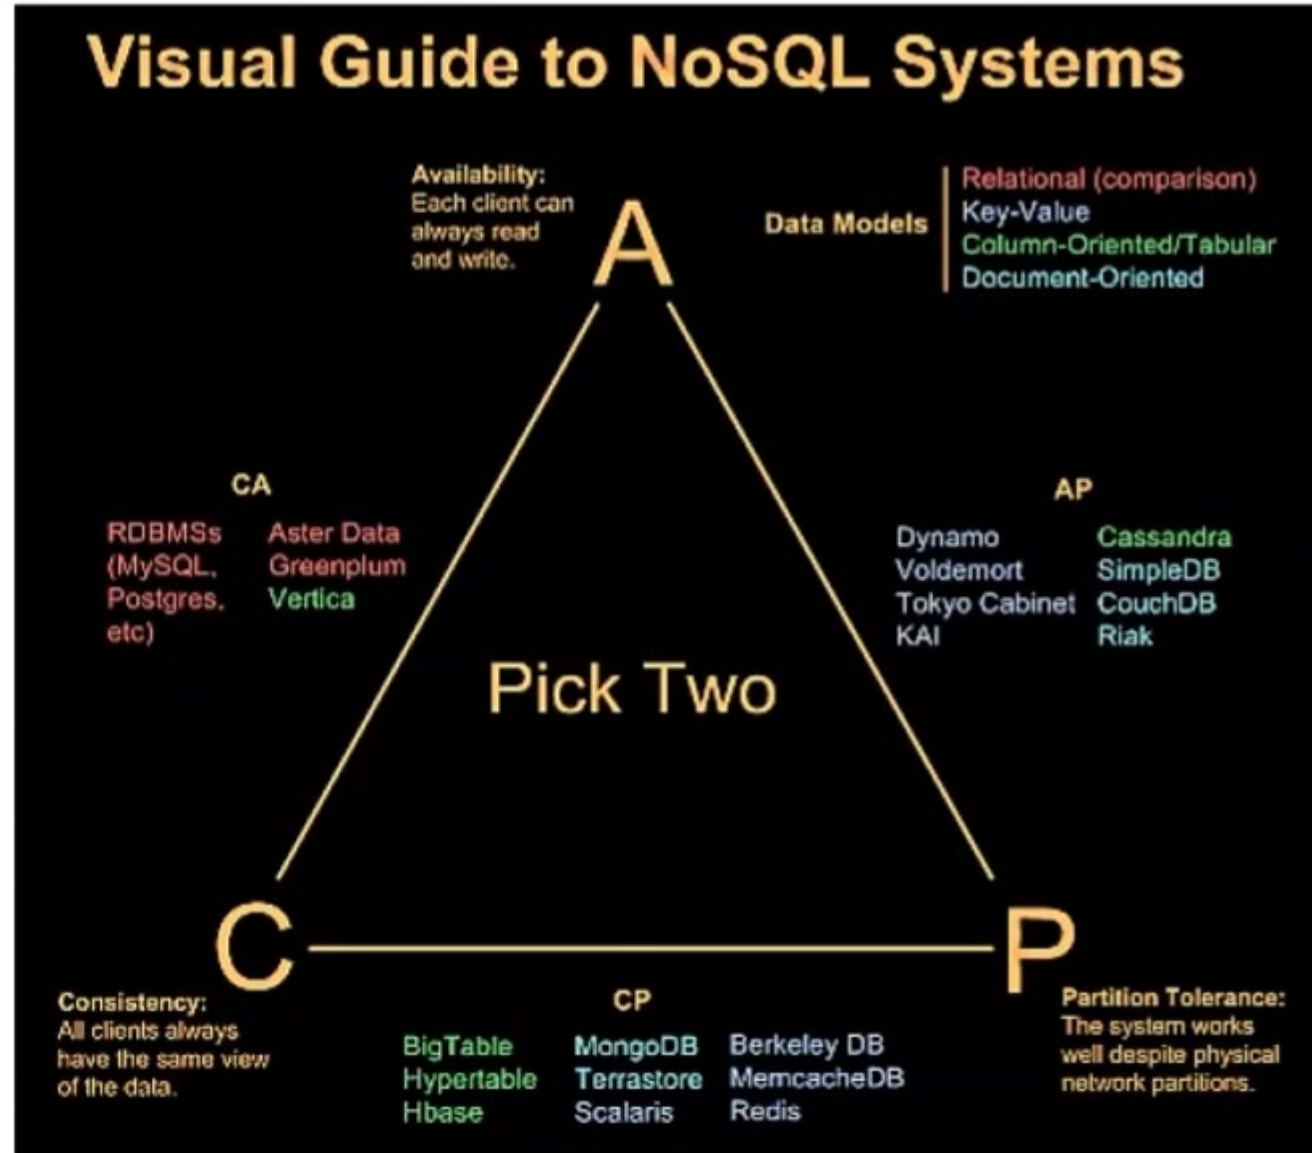 Visual Guide to NoSQL Systems
Availability:
Each client can
always read
and write.
A
Data Models
Relational (comparison)
Key-Value
Column-Oriented/Tabular
Document-Oriented
CA
RDBMSs
(MySQL,
Postgres,
etc)
Aster Data
Greenplum
Vertica
AP
Dynamo
Voldemort
Tokyo Cabinet
KAI
Cassandra
SimpleDB
CouchDB
Riak
Pick Two
C
P
Consistency:
All clients always
have the same view
of the data.
CP
BigTable
Hypertable
Hbase
MongoDB
Terrastore
Scalaris
Berkeley DB
MemcacheDB
Redis
Partition Tolerance:
The system works
well despite physical
network partitions.